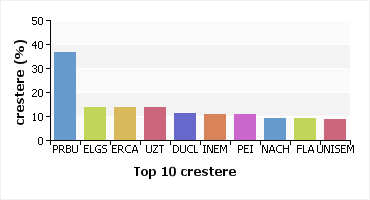 50
40
30
20
10
0
crestere (%)
PRBU ELGS ERCA UZT DUCL INEM PEI NACH FLA UNISEM
Top 10 crestere